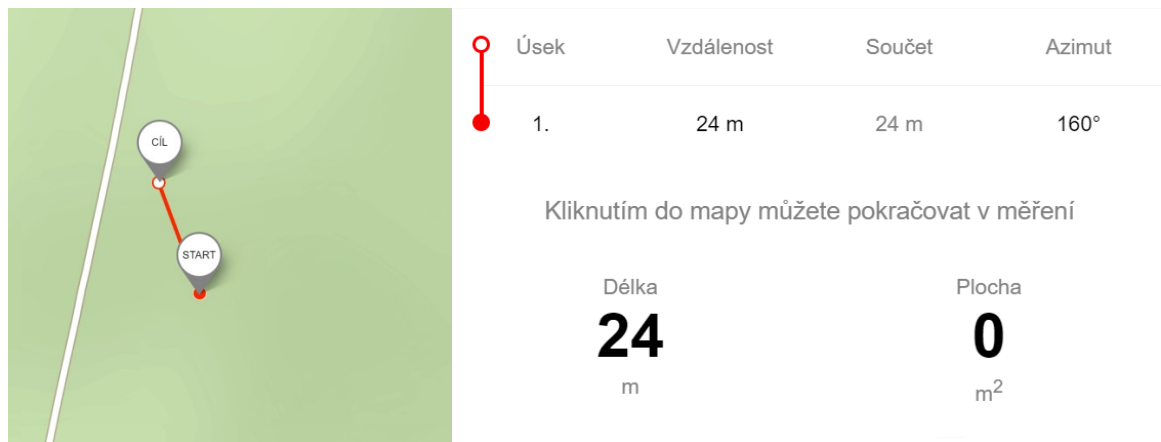 CÍL
START
Úsek Vzdálenost Součet Azimut
1. 24 m 24 m 160°
Kliknutím do mapy můžete pokračovat v měření
Délka Plocha
24 0
m m²